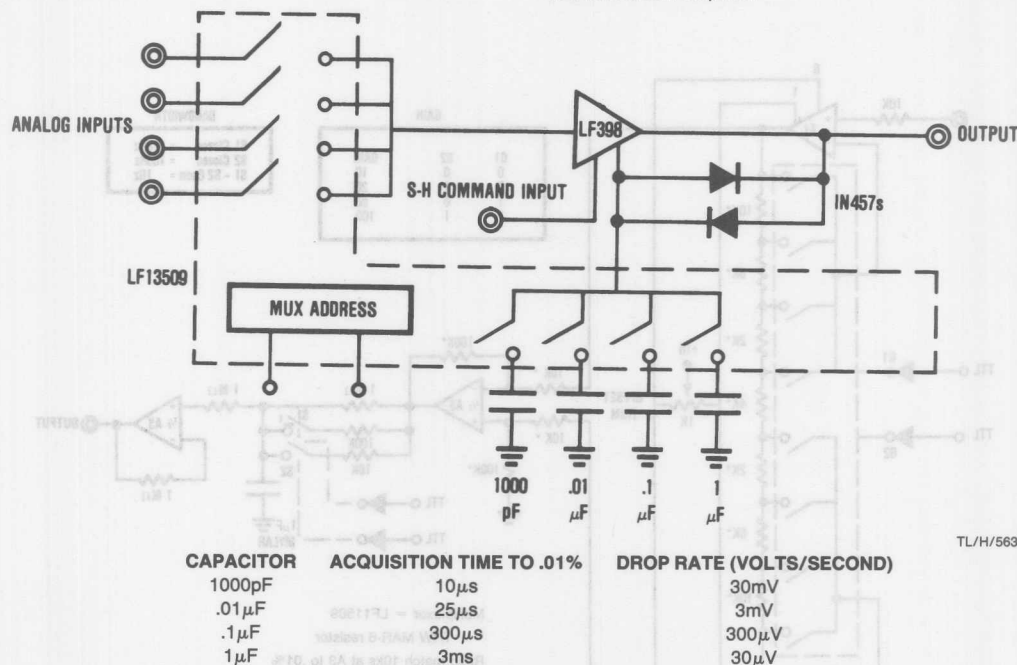 ANALOG INPUTS
LF398
OUTPUT
S-H COMMAND INPUT
IN457s
LF13509
MUX ADDRESS
1000 pF
.01 µF
.1 µF
1 µF
TL/H/563
CAPACITOR ACQUISITION TIME TO .01% DROP RATE (VOLTS/SECOND)
1000pF 10µs 30mV
.01µF 25µs 3mV
.1µF 300µs 300µV
1µF 3ms 30µV